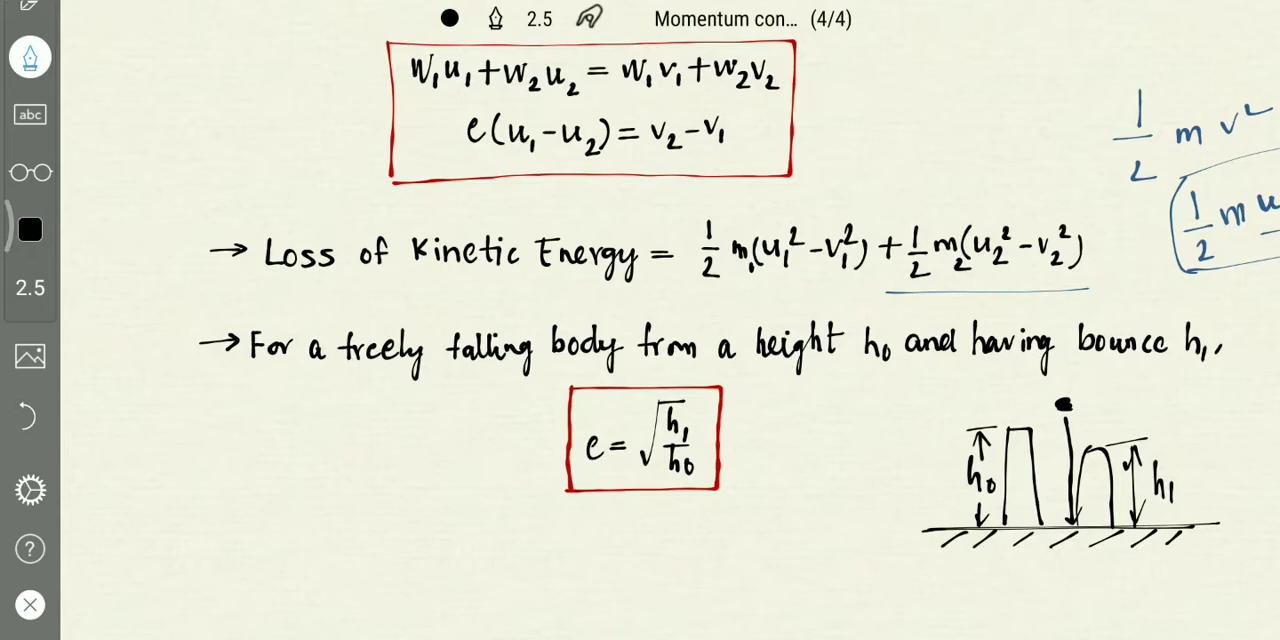 2.5 Momentum con... (4/4)
W₁u₁+W₂u₂ = W₁v₁+W₂v₂
e(u₁-u₂) = v₂-v₁
1/2 m v²
1/2 m u
abc
→ Loss of Kinetic Energy = 1/2 m₁(u₁²-v₁²) + 1/2 m₂(u₂²-v₂²)
2.5
→ For a freely falling body from a height h₀ and having bounce h₁,
e = √(h₁/h₀)
h₀ h₁
?